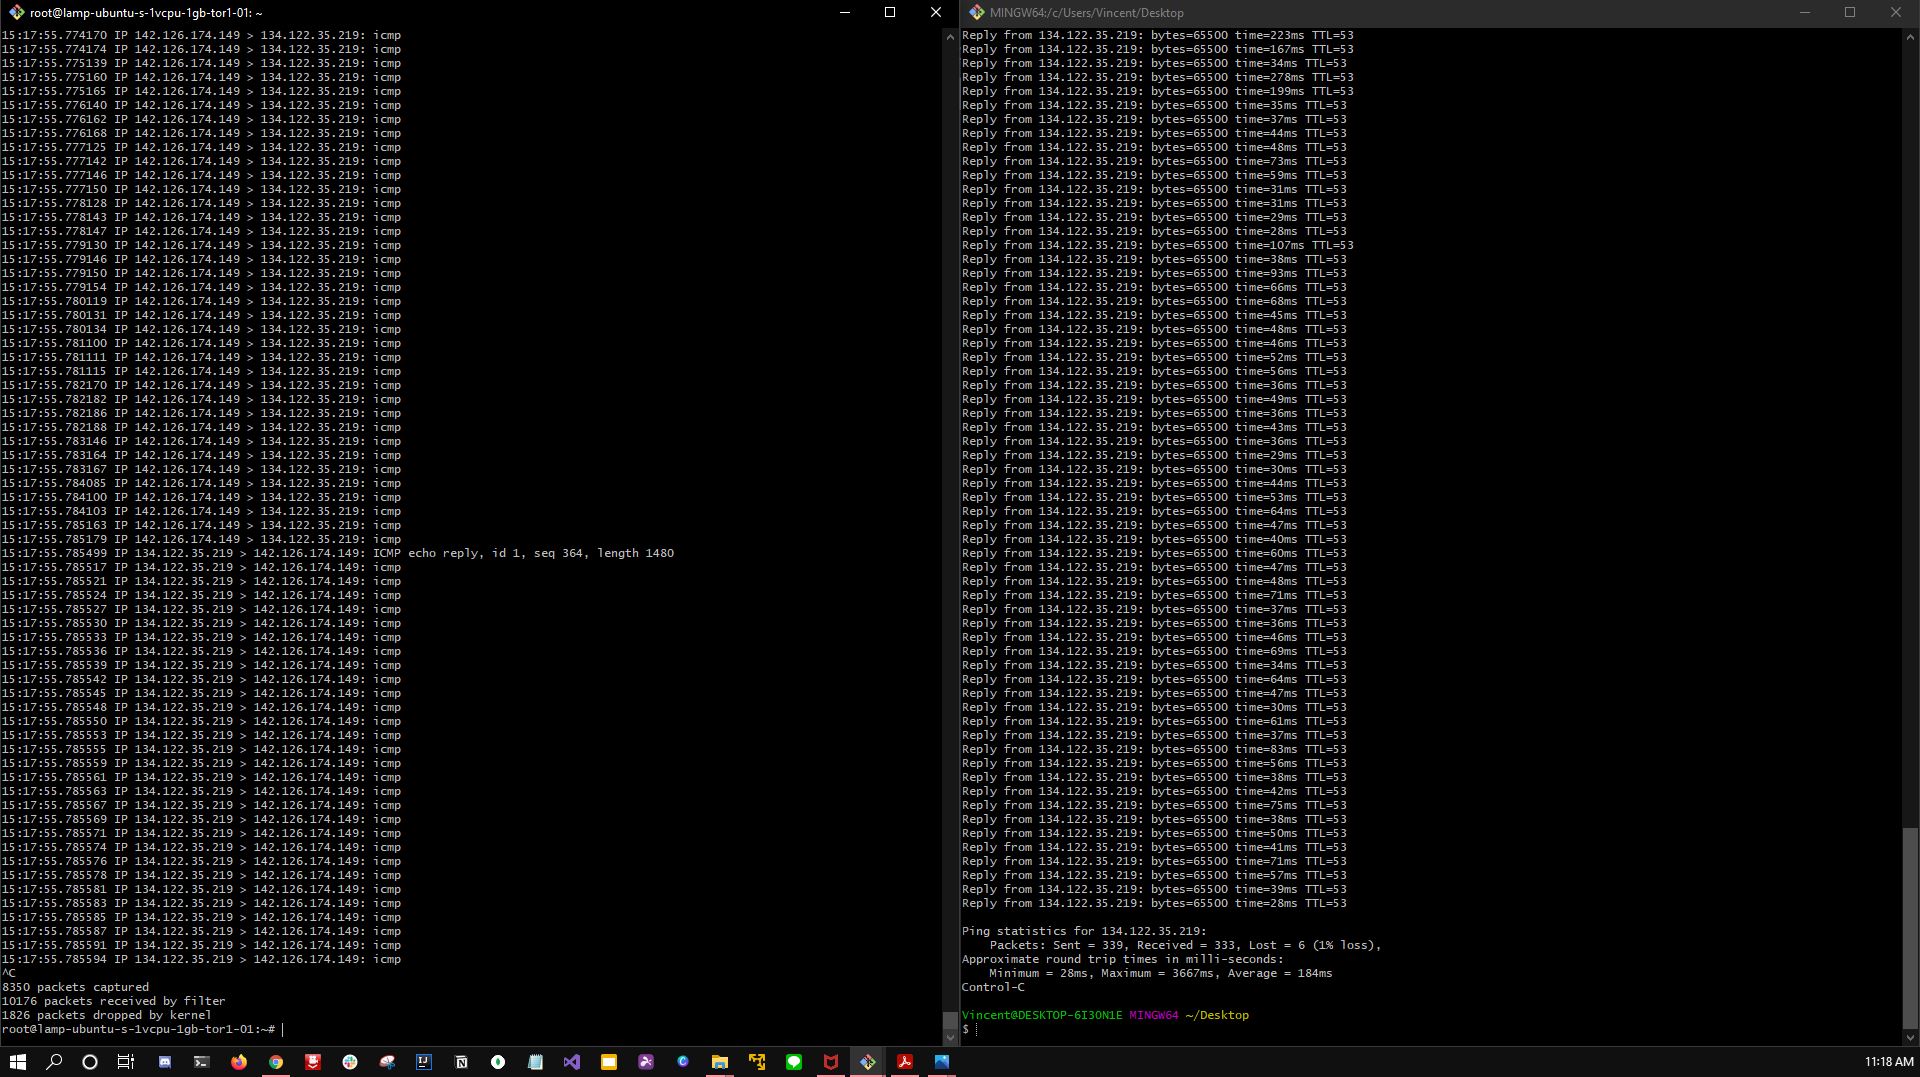 root@lamp-ubuntu-s-1vcpu-1gb-tor1-01: ~
15:17:55.774170 IP 142.126.174.149 > 134.122.35.219: icmp
15:17:55.774174 IP 142.126.174.149 > 134.122.35.219: icmp
15:17:55.775139 IP 142.126.174.149 > 134.122.35.219: icmp
15:17:55.775160 IP 142.126.174.149 > 134.122.35.219: icmp
15:17:55.775165 IP 142.126.174.149 > 134.122.35.219: icmp
15:17:55.776140 IP 142.126.174.149 > 134.122.35.219: icmp
15:17:55.776162 IP 142.126.174.149 > 134.122.35.219: icmp
15:17:55.776168 IP 142.126.174.149 > 134.122.35.219: icmp
15:17:55.777125 IP 142.126.174.149 > 134.122.35.219: icmp
15:17:55.777142 IP 142.126.174.149 > 134.122.35.219: icmp
15:17:55.777146 IP 142.126.174.149 > 134.122.35.219: icmp
15:17:55.777150 IP 142.126.174.149 > 134.122.35.219: icmp
15:17:55.778128 IP 142.126.174.149 > 134.122.35.219: icmp
15:17:55.778143 IP 142.126.174.149 > 134.122.35.219: icmp
15:17:55.778147 IP 142.126.174.149 > 134.122.35.219: icmp
15:17:55.779130 IP 142.126.174.149 > 134.122.35.219: icmp
15:17:55.779146 IP 142.126.174.149 > 134.122.35.219: icmp
15:17:55.779150 IP 142.126.174.149 > 134.122.35.219: icmp
15:17:55.779154 IP 142.126.174.149 > 134.122.35.219: icmp
15:17:55.780119 IP 142.126.174.149 > 134.122.35.219: icmp
15:17:55.780131 IP 142.126.174.149 > 134.122.35.219: icmp
15:17:55.780134 IP 142.126.174.149 > 134.122.35.219: icmp
15:17:55.781100 IP 142.126.174.149 > 134.122.35.219: icmp
15:17:55.781111 IP 142.126.174.149 > 134.122.35.219: icmp
15:17:55.781115 IP 142.126.174.149 > 134.122.35.219: icmp
15:17:55.782170 IP 142.126.174.149 > 134.122.35.219: icmp
15:17:55.782182 IP 142.126.174.149 > 134.122.35.219: icmp
15:17:55.782186 IP 142.126.174.149 > 134.122.35.219: icmp
15:17:55.782188 IP 142.126.174.149 > 134.122.35.219: icmp
15:17:55.783146 IP 142.126.174.149 > 134.122.35.219: icmp
15:17:55.783164 IP 142.126.174.149 > 134.122.35.219: icmp
15:17:55.783167 IP 142.126.174.149 > 134.122.35.219: icmp
15:17:55.784085 IP 142.126.174.149 > 134.122.35.219: icmp
15:17:55.784100 IP 142.126.174.149 > 134.122.35.219: icmp
15:17:55.784103 IP 142.126.174.149 > 134.122.35.219: icmp
15:17:55.785163 IP 142.126.174.149 > 134.122.35.219: icmp
15:17:55.785179 IP 142.126.174.149 > 134.122.35.219: icmp
15:17:55.785499 IP 134.122.35.219 > 142.126.174.149: ICMP echo reply, id 1, seq 364, length 1480
15:17:55.785517 IP 134.122.35.219 > 142.126.174.149: icmp
15:17:55.785521 IP 134.122.35.219 > 142.126.174.149: icmp
15:17:55.785524 IP 134.122.35.219 > 142.126.174.149: icmp
15:17:55.785527 IP 134.122.35.219 > 142.126.174.149: icmp
15:17:55.785530 IP 134.122.35.219 > 142.126.174.149: icmp
15:17:55.785533 IP 134.122.35.219 > 142.126.174.149: icmp
15:17:55.785536 IP 134.122.35.219 > 142.126.174.149: icmp
15:17:55.785539 IP 134.122.35.219 > 142.126.174.149: icmp
15:17:55.785542 IP 134.122.35.219 > 142.126.174.149: icmp
15:17:55.785545 IP 134.122.35.219 > 142.126.174.149: icmp
15:17:55.785548 IP 134.122.35.219 > 142.126.174.149: icmp
15:17:55.785550 IP 134.122.35.219 > 142.126.174.149: icmp
15:17:55.785553 IP 134.122.35.219 > 142.126.174.149: icmp
15:17:55.785555 IP 134.122.35.219 > 142.126.174.149: icmp
15:17:55.785559 IP 134.122.35.219 > 142.126.174.149: icmp
15:17:55.785561 IP 134.122.35.219 > 142.126.174.149: icmp
15:17:55.785563 IP 134.122.35.219 > 142.126.174.149: icmp
15:17:55.785567 IP 134.122.35.219 > 142.126.174.149: icmp
15:17:55.785569 IP 134.122.35.219 > 142.126.174.149: icmp
15:17:55.785571 IP 134.122.35.219 > 142.126.174.149: icmp
15:17:55.785574 IP 134.122.35.219 > 142.126.174.149: icmp
15:17:55.785576 IP 134.122.35.219 > 142.126.174.149: icmp
15:17:55.785578 IP 134.122.35.219 > 142.126.174.149: icmp
15:17:55.785581 IP 134.122.35.219 > 142.126.174.149: icmp
15:17:55.785583 IP 134.122.35.219 > 142.126.174.149: icmp
15:17:55.785585 IP 134.122.35.219 > 142.126.174.149: icmp
15:17:55.785587 IP 134.122.35.219 > 142.126.174.149: icmp
15:17:55.785591 IP 134.122.35.219 > 142.126.174.149: icmp
15:17:55.785594 IP 134.122.35.219 > 142.126.174.149: icmp
^C
8350 packets captured
10176 packets received by filter
1826 packets dropped by kernel
root@lamp-ubuntu-s-1vcpu-1gb-tor1-01:~#
MINGW64:/c/Users/Vincent/Desktop
Reply from 134.122.35.219: bytes=65500 time=223ms TTL=53
Reply from 134.122.35.219: bytes=65500 time=167ms TTL=53
Reply from 134.122.35.219: bytes=65500 time=34ms TTL=53
Reply from 134.122.35.219: bytes=65500 time=278ms TTL=53
Reply from 134.122.35.219: bytes=65500 time=199ms TTL=53
Reply from 134.122.35.219: bytes=65500 time=35ms TTL=53
Reply from 134.122.35.219: bytes=65500 time=37ms TTL=53
Reply from 134.122.35.219: bytes=65500 time=44ms TTL=53
Reply from 134.122.35.219: bytes=65500 time=48ms TTL=53
Reply from 134.122.35.219: bytes=65500 time=73ms TTL=53
Reply from 134.122.35.219: bytes=65500 time=59ms TTL=53
Reply from 134.122.35.219: bytes=65500 time=31ms TTL=53
Reply from 134.122.35.219: bytes=65500 time=31ms TTL=53
Reply from 134.122.35.219: bytes=65500 time=29ms TTL=53
Reply from 134.122.35.219: bytes=65500 time=28ms TTL=53
Reply from 134.122.35.219: bytes=65500 time=107ms TTL=53
Reply from 134.122.35.219: bytes=65500 time=38ms TTL=53
Reply from 134.122.35.219: bytes=65500 time=93ms TTL=53
Reply from 134.122.35.219: bytes=65500 time=66ms TTL=53
Reply from 134.122.35.219: bytes=65500 time=68ms TTL=53
Reply from 134.122.35.219: bytes=65500 time=45ms TTL=53
Reply from 134.122.35.219: bytes=65500 time=48ms TTL=53
Reply from 134.122.35.219: bytes=65500 time=46ms TTL=53
Reply from 134.122.35.219: bytes=65500 time=52ms TTL=53
Reply from 134.122.35.219: bytes=65500 time=56ms TTL=53
Reply from 134.122.35.219: bytes=65500 time=36ms TTL=53
Reply from 134.122.35.219: bytes=65500 time=49ms TTL=53
Reply from 134.122.35.219: bytes=65500 time=36ms TTL=53
Reply from 134.122.35.219: bytes=65500 time=43ms TTL=53
Reply from 134.122.35.219: bytes=65500 time=36ms TTL=53
Reply from 134.122.35.219: bytes=65500 time=29ms TTL=53
Reply from 134.122.35.219: bytes=65500 time=30ms TTL=53
Reply from 134.122.35.219: bytes=65500 time=44ms TTL=53
Reply from 134.122.35.219: bytes=65500 time=53ms TTL=53
Reply from 134.122.35.219: bytes=65500 time=64ms TTL=53
Reply from 134.122.35.219: bytes=65500 time=47ms TTL=53
Reply from 134.122.35.219: bytes=65500 time=40ms TTL=53
Reply from 134.122.35.219: bytes=65500 time=60ms TTL=53
Reply from 134.122.35.219: bytes=65500 time=47ms TTL=53
Reply from 134.122.35.219: bytes=65500 time=48ms TTL=53
Reply from 134.122.35.219: bytes=65500 time=71ms TTL=53
Reply from 134.122.35.219: bytes=65500 time=37ms TTL=53
Reply from 134.122.35.219: bytes=65500 time=36ms TTL=53
Reply from 134.122.35.219: bytes=65500 time=46ms TTL=53
Reply from 134.122.35.219: bytes=65500 time=69ms TTL=53
Reply from 134.122.35.219: bytes=65500 time=34ms TTL=53
Reply from 134.122.35.219: bytes=65500 time=64ms TTL=53
Reply from 134.122.35.219: bytes=65500 time=47ms TTL=53
Reply from 134.122.35.219: bytes=65500 time=30ms TTL=53
Reply from 134.122.35.219: bytes=65500 time=61ms TTL=53
Reply from 134.122.35.219: bytes=65500 time=37ms TTL=53
Reply from 134.122.35.219: bytes=65500 time=83ms TTL=53
Reply from 134.122.35.219: bytes=65500 time=56ms TTL=53
Reply from 134.122.35.219: bytes=65500 time=38ms TTL=53
Reply from 134.122.35.219: bytes=65500 time=42ms TTL=53
Reply from 134.122.35.219: bytes=65500 time=75ms TTL=53
Reply from 134.122.35.219: bytes=65500 time=38ms TTL=53
Reply from 134.122.35.219: bytes=65500 time=50ms TTL=53
Reply from 134.122.35.219: bytes=65500 time=41ms TTL=53
Reply from 134.122.35.219: bytes=65500 time=71ms TTL=53
Reply from 134.122.35.219: bytes=65500 time=57ms TTL=53
Reply from 134.122.35.219: bytes=65500 time=39ms TTL=53
Reply from 134.122.35.219: bytes=65500 time=28ms TTL=53
Ping statistics for 134.122.35.219:
Packets: Sent = 339, Received = 333, Lost = 6 (1% loss),
Approximate round trip times in milli-seconds:
Minimum = 28ms, Maximum = 3667ms, Average = 184ms
Control-C
Vincent@DESKTOP-6I3ON1E MINGW64 ~/Desktop
$
11:18 AM